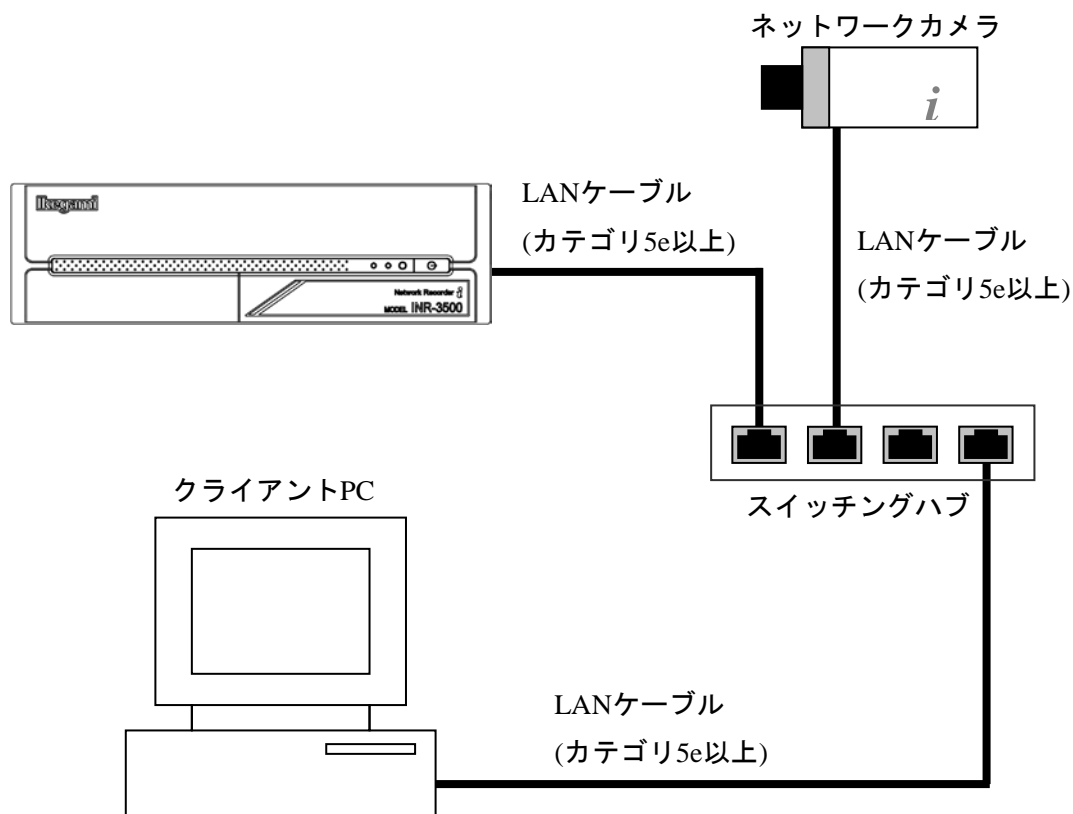 ネットワークカメラ
i
LANケーブル
(カテゴリ5e以上)
LANケーブル
(カテゴリ5e以上)
Ikegami
Network Recorder i
MODEL INR-3500
スイッチングハブ
クライアントPC
LANケーブル
(カテゴリ5e以上)